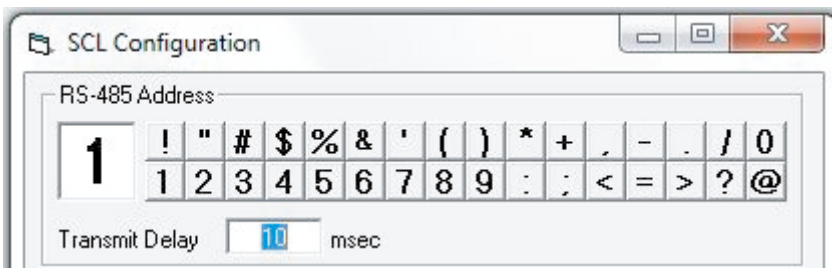 SCL Configuration
RS-485 Address
1 ! " # $ % & ' ( ) * + , - . / 0
1 2 3 4 5 6 7 8 9 : ; < = > ? @
Transmit Delay 10 msec